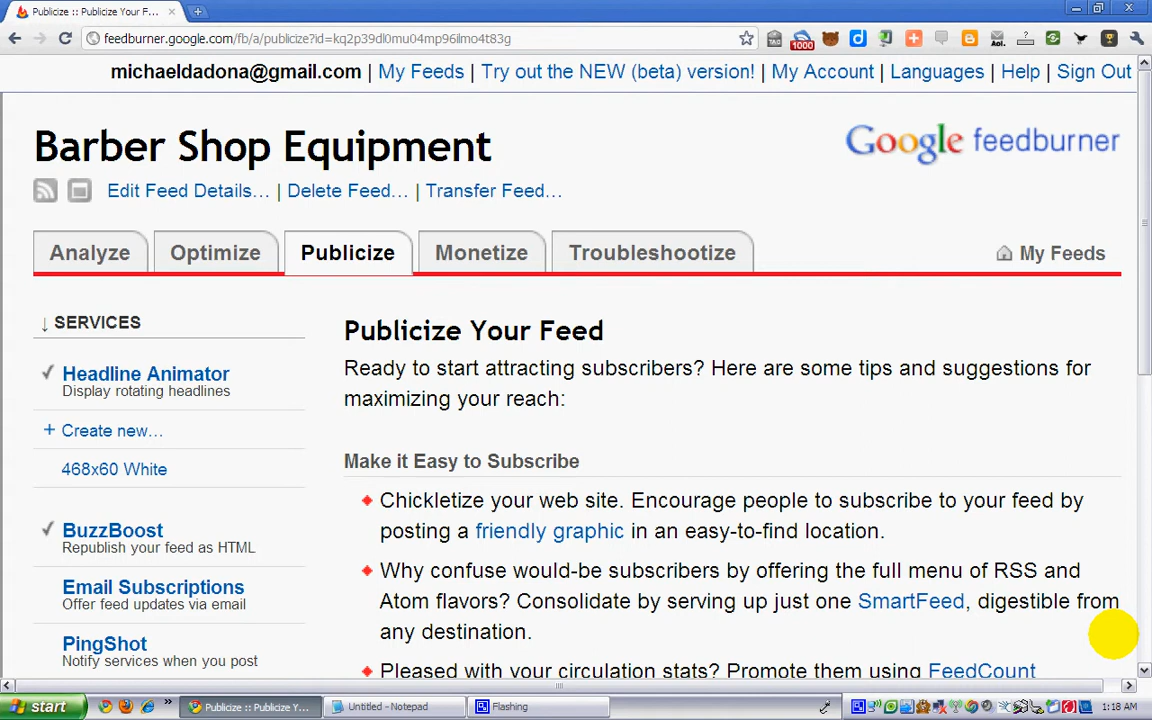 Publicize :: Publicize Your F...
feedburner.google.com/fb/a/publicize?id=kq2p39dl0mu04mp96ilmo4t83g
TAG
1000
AOL.
michaeldadona@gmail.com | My Feeds | Try out the NEW (beta) version! | My Account | Languages | Help | Sign Out
Barber Shop Equipment
Google feedburner
Edit Feed Details... | Delete Feed... | Transfer Feed...
Analyze Optimize Publicize Monetize Troubleshootize My Feeds
↓ SERVICES
Headline Animator
Display rotating headlines
+ Create new...
468x60 White
BuzzBoost
Republish your feed as HTML
Email Subscriptions
Offer feed updates via email
PingShot
Notify services when you post
Publicize Your Feed
Ready to start attracting subscribers? Here are some tips and suggestions for
maximizing your reach:
Make it Easy to Subscribe
Chickletize your web site. Encourage people to subscribe to your feed by
posting a friendly graphic in an easy-to-find location.
Why confuse would-be subscribers by offering the full menu of RSS and
Atom flavors? Consolidate by serving up just one SmartFeed, digestible from
any destination.
Pleased with your circulation stats? Promote them using FeedCount
start
Publicize :: Publicize Y...
Untitled - Notepad
Flashing
1:18 AM